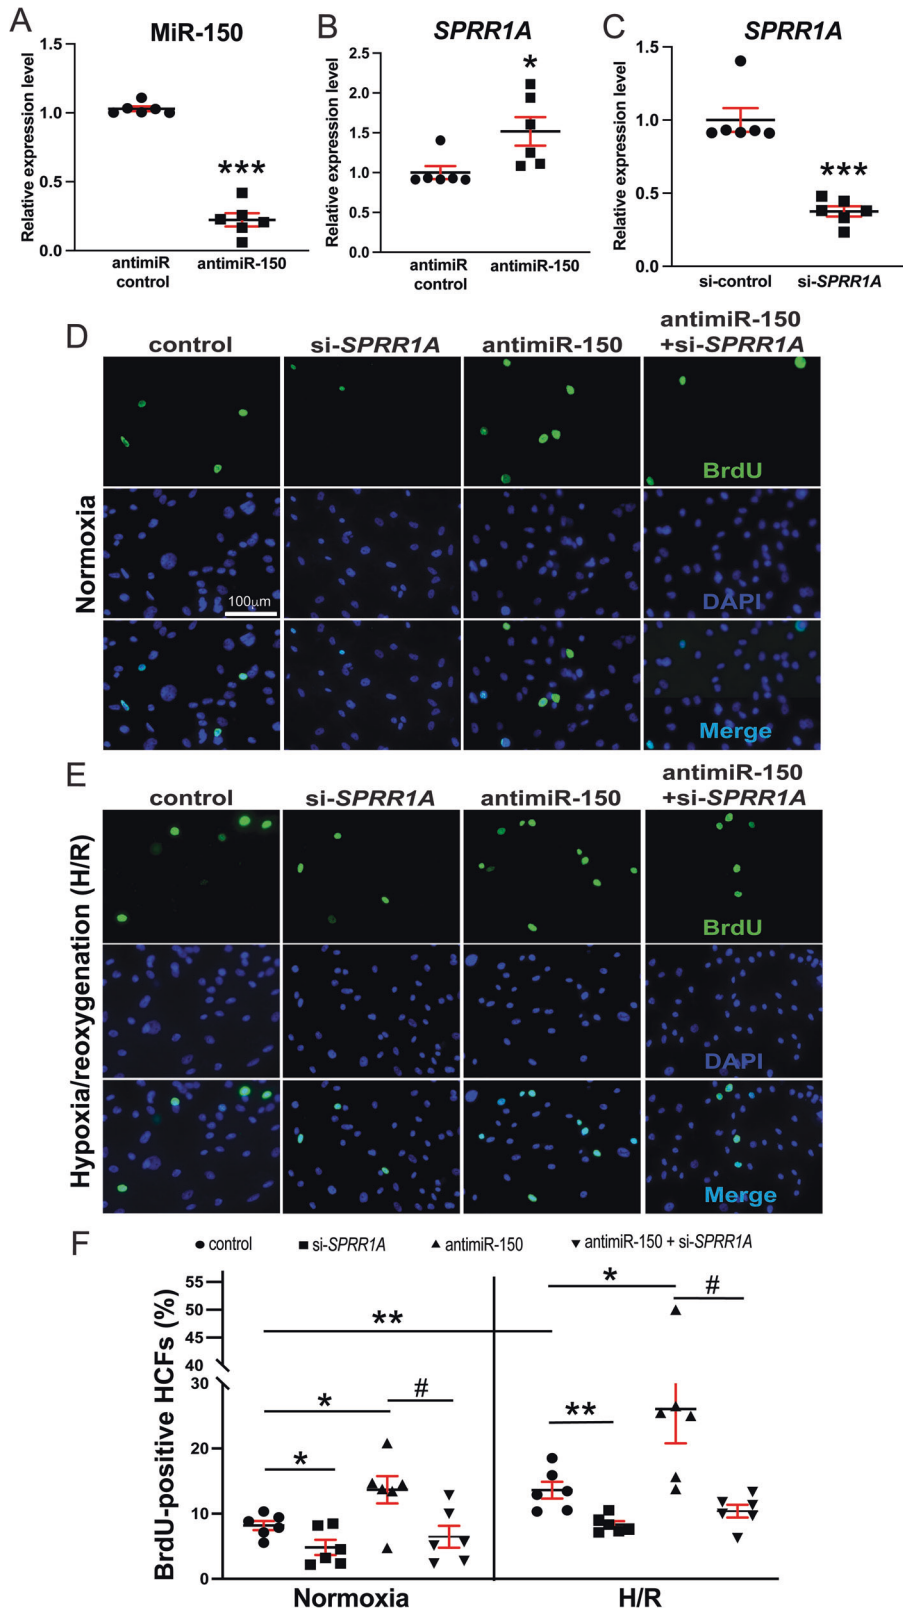 A
MiR-150
Relative expression level
1.5
1.0
0.5
0.0
***
antimiR control
antimiR-150
B
SPRR1A
Relative expression level
2.5
2.0
1.5
1.0
0.5
0.0
*
antimiR control
antimiR-150
C
SPRR1A
Relative expression level
1.5
1.0
0.5
0.0
***
si-control
si-SPRR1A
D
control
si-SPRR1A
antimiR-150
antimiR-150
+si-SPRR1A
Normoxia
BrdU
100µm
DAPI
Merge
E
control
si-SPRR1A
antimiR-150
antimiR-150
+si-SPRR1A
Hypoxia/reoxygenation (H/R)
BrdU
DAPI
Merge
F
control
si-SPRR1A
antimiR-150
antimiR-150 + si-SPRR1A
BrdU-positive HCFs (%)
55
50
45
40
30
20
10
0
**
*
*
#
*
#
**
Normoxia
H/R